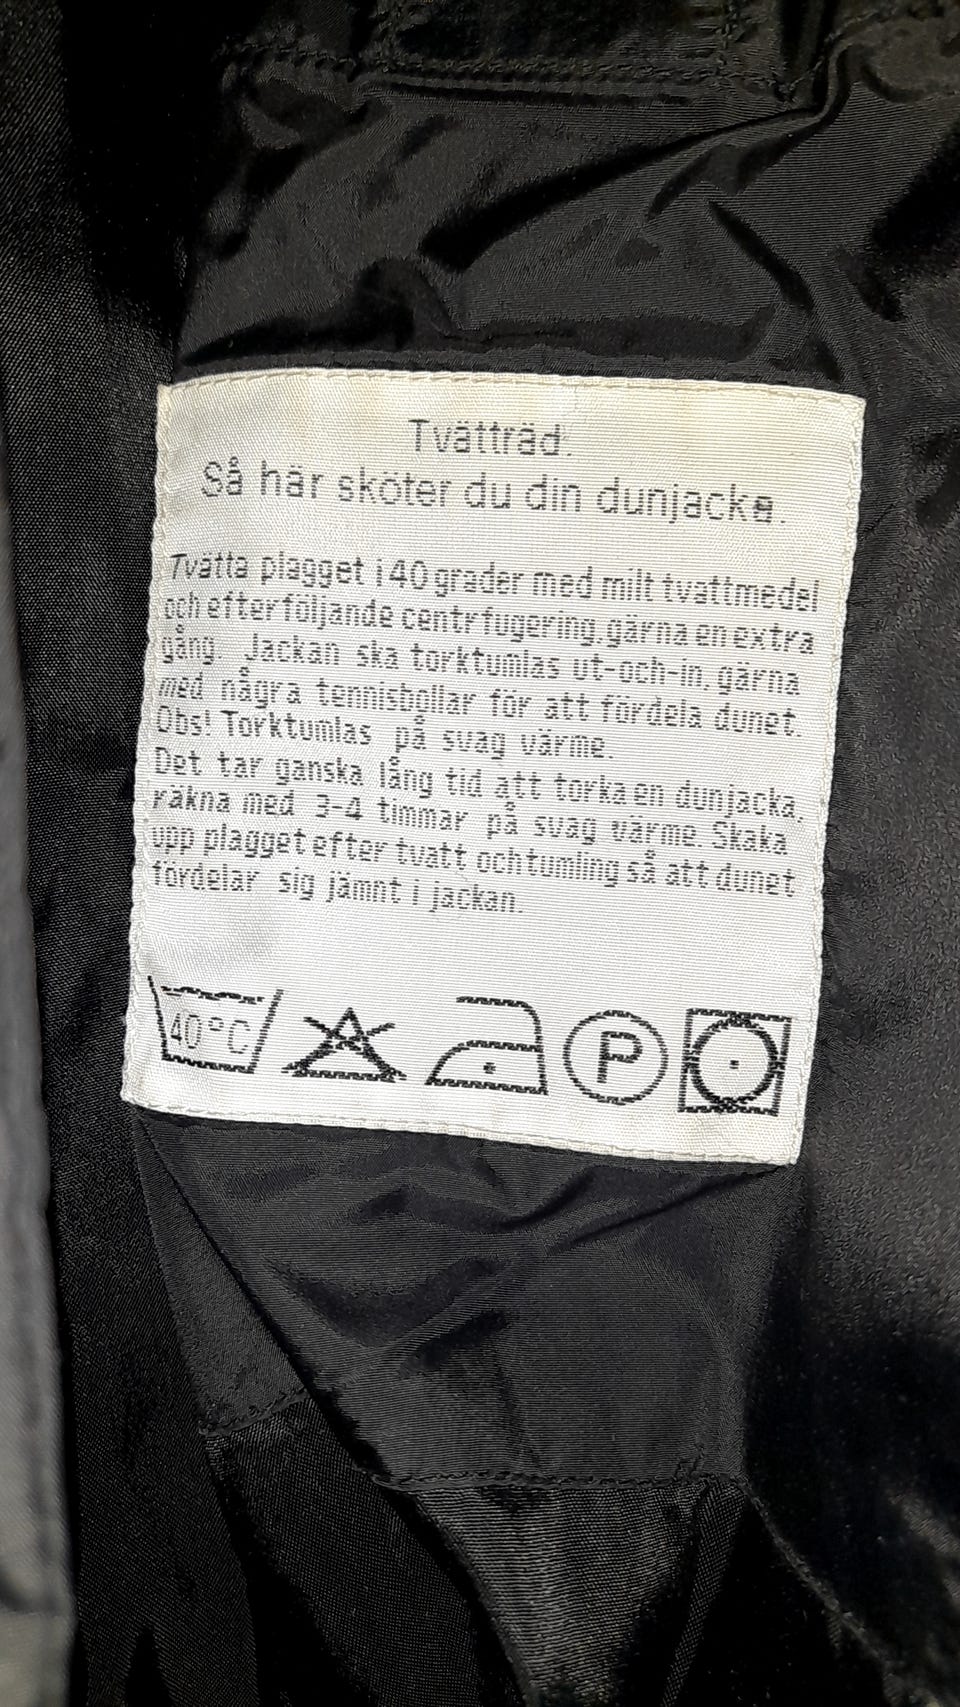 Tvättråd.
Så här sköter du din dunjacka.
Tvätta plagget i 40 grader med milt tvättmedel
och efterföljande centrfugering, gärna en extra
gång. Jackan ska torktumlas ut-och-in, gärna
med några tennisbollar för att fördela dunet.
Obs! Torktumlas på svag värme.
Det tar ganska lång tid att torka en dunjacka,
räkna med 3-4 timmar på svag värme. Skaka
upp plagget efter tvätt och tumling så att dunet
fördelar sig jämnt i jackan.
40°C P